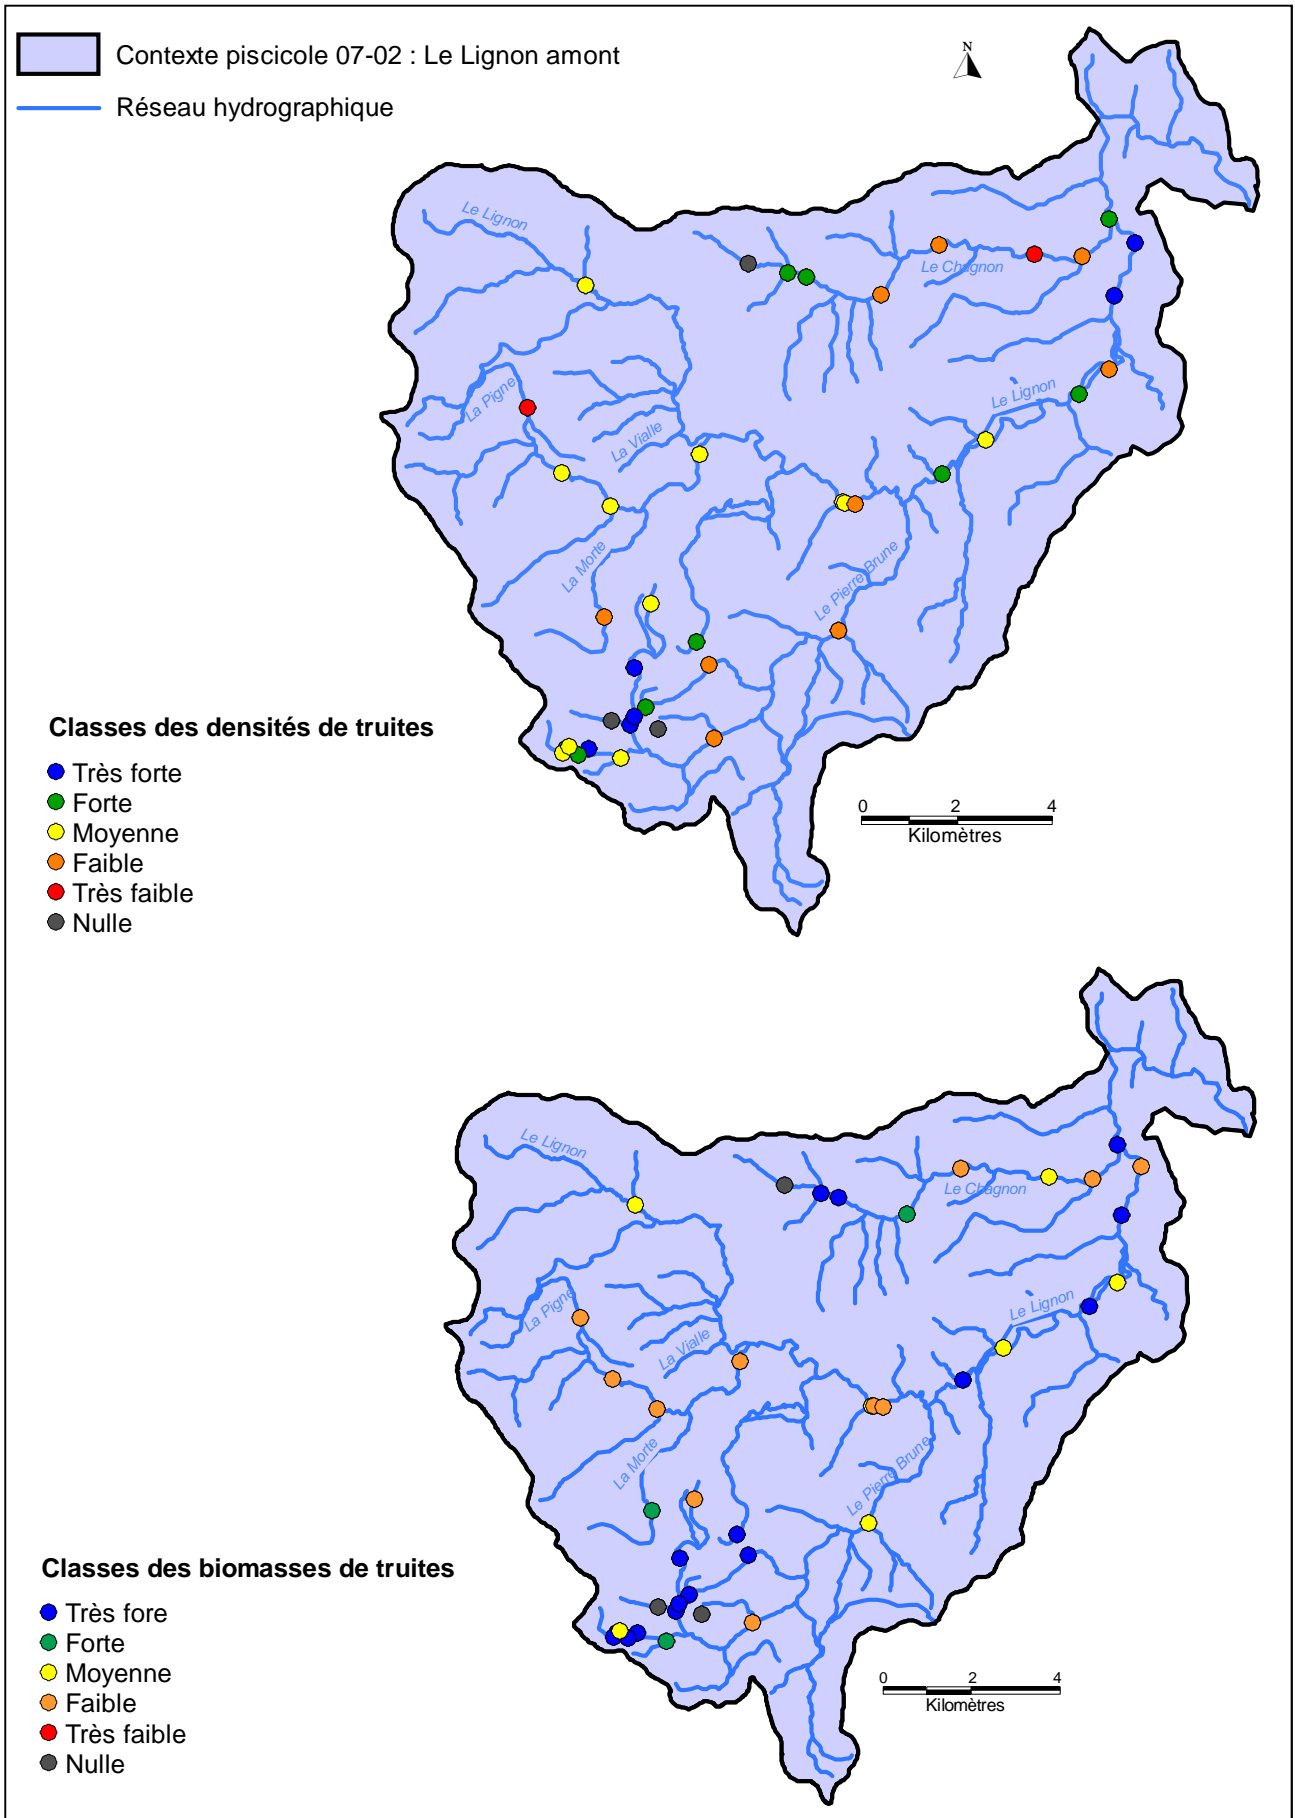 Contexte piscicole 07-02 : Le Lignon amont
N
Réseau hydrographique
Le Lignon
Le Chagnon
La Pigne
Le Lignon
La Vialle
La Morte
Le Pierre Brune
Classes des densités de truites
Très forte
Forte
Moyenne
Faible
Très faible
Nulle
0 2 4
Kilomètres
Le Lignon
Le Chagnon
La Pigne
Le Lignon
La Vialle
La Morte
Le Pierre Brune
Classes des biomasses de truites
Très fore
Forte
Moyenne
Faible
Très faible
Nulle
0 2 4
Kilomètres